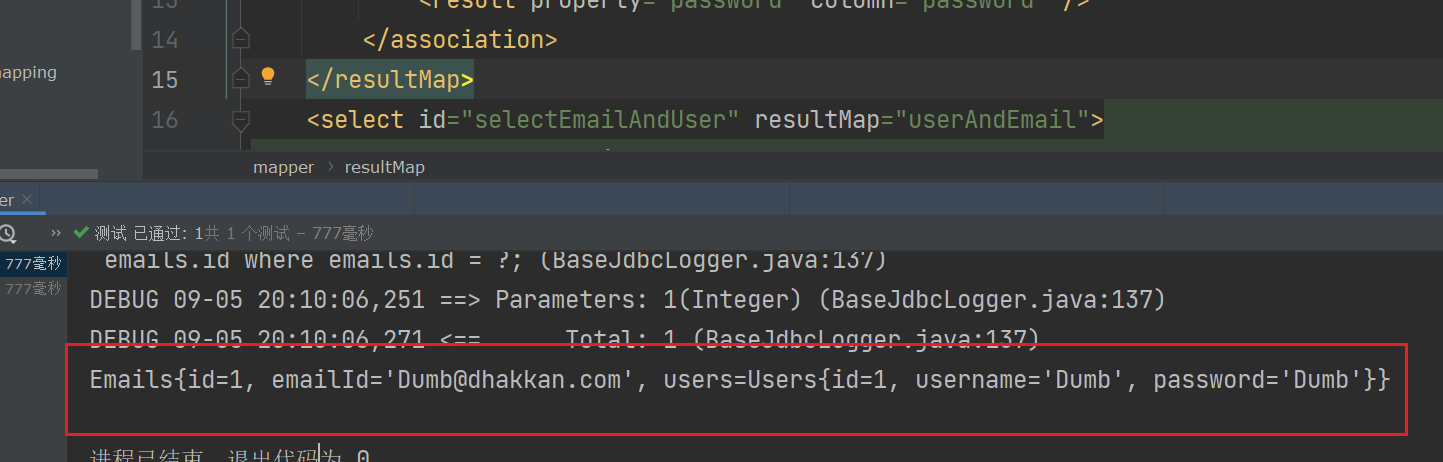 13 <result property="password" column="password" />
14 </association>
mapping
15 </resultMap>
16 <select id="selectEmailAndUser" resultMap="userAndEmail">
mapper › resultMap
er ×
» 测试 已通过: 1共 1 个测试 – 777毫秒
777毫秒 emails.id where emails.id = ?; (BaseJdbcLogger.java:137)
777毫秒
DEBUG 09-05 20:10:06,251 ==> Parameters: 1(Integer) (BaseJdbcLogger.java:137)
DEBUG 09-05 20:10:06,271 <== Total: 1 (BaseJdbcLogger.java:137)
Emails{id=1, emailId='Dumb@dhakkan.com', users=Users{id=1, username='Dumb', password='Dumb'}}
进程已结束，退出代码为 0